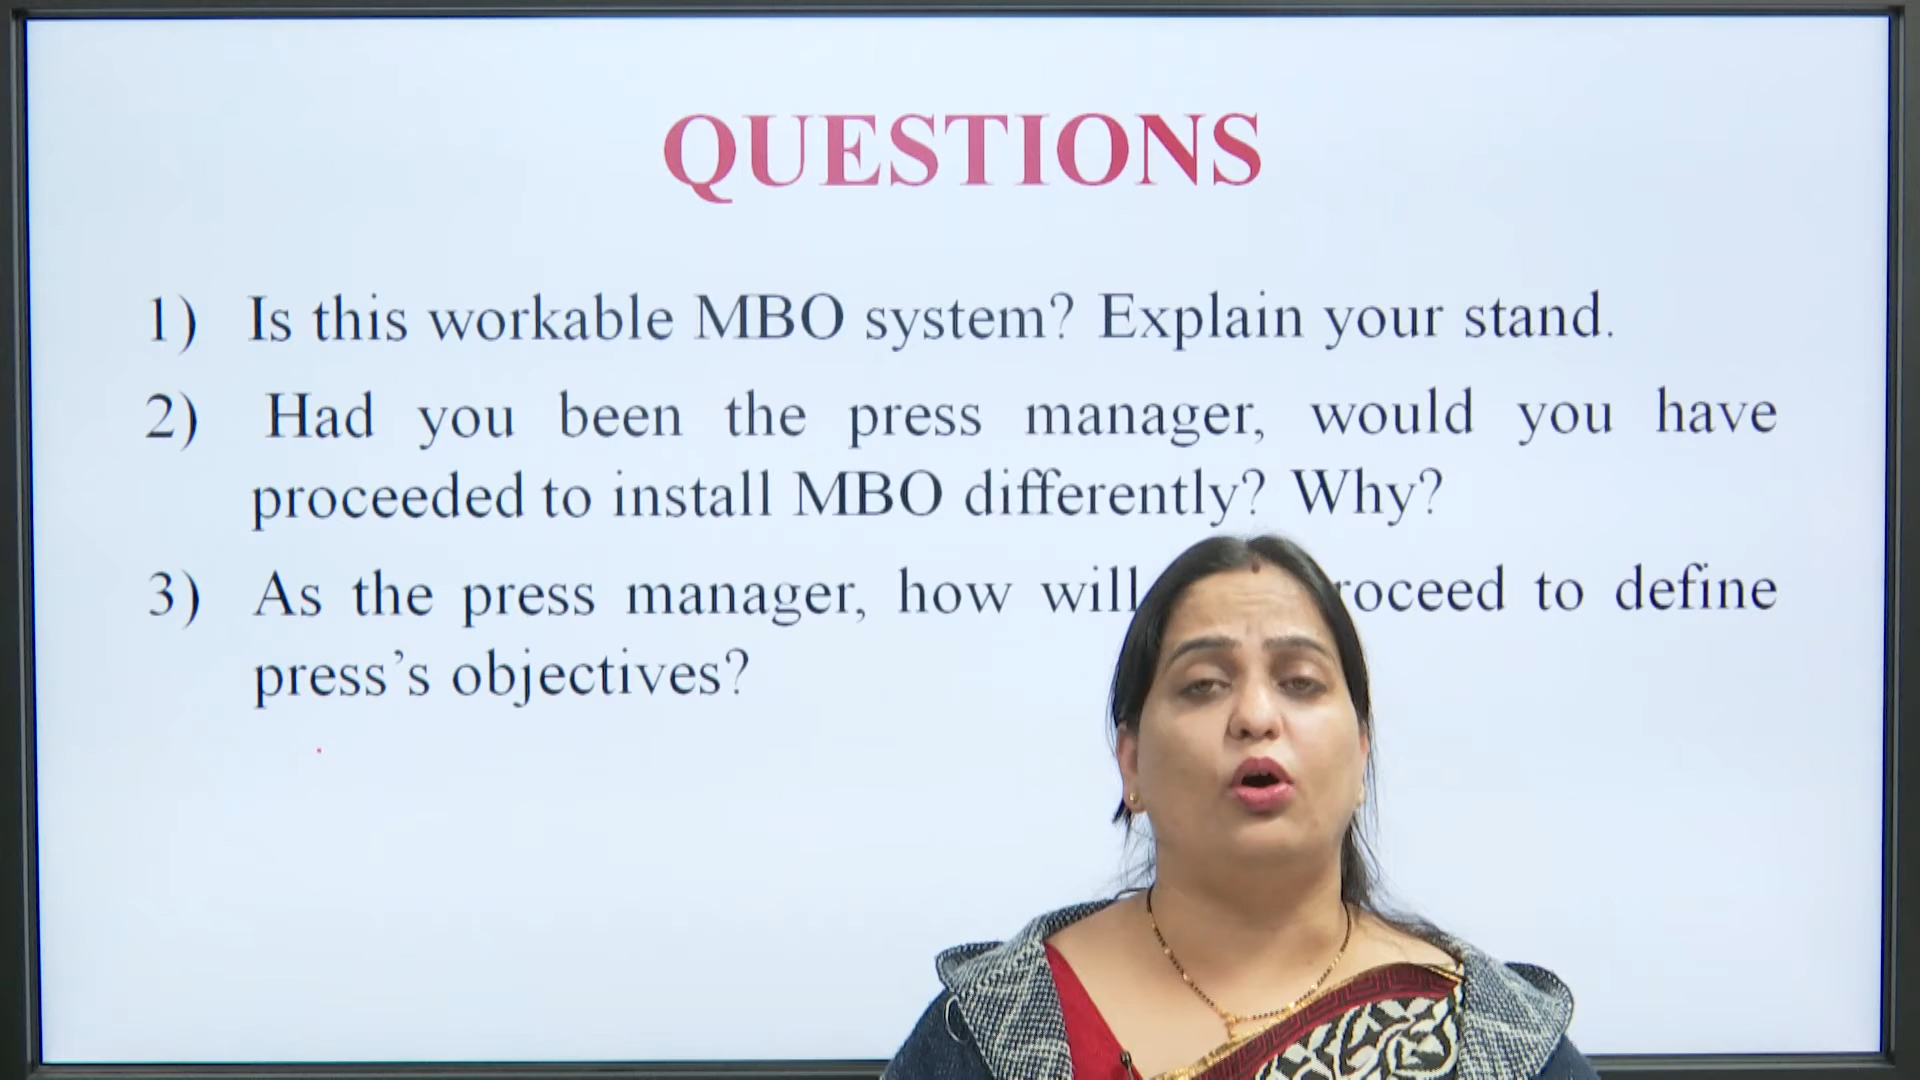 QUESTIONS
1) Is this workable MBO system? Explain your stand.
2) Had you been the press manager, would you have
proceeded to install MBO differently? Why?
3) As the press manager, how will roceed to define
press’s objectives?